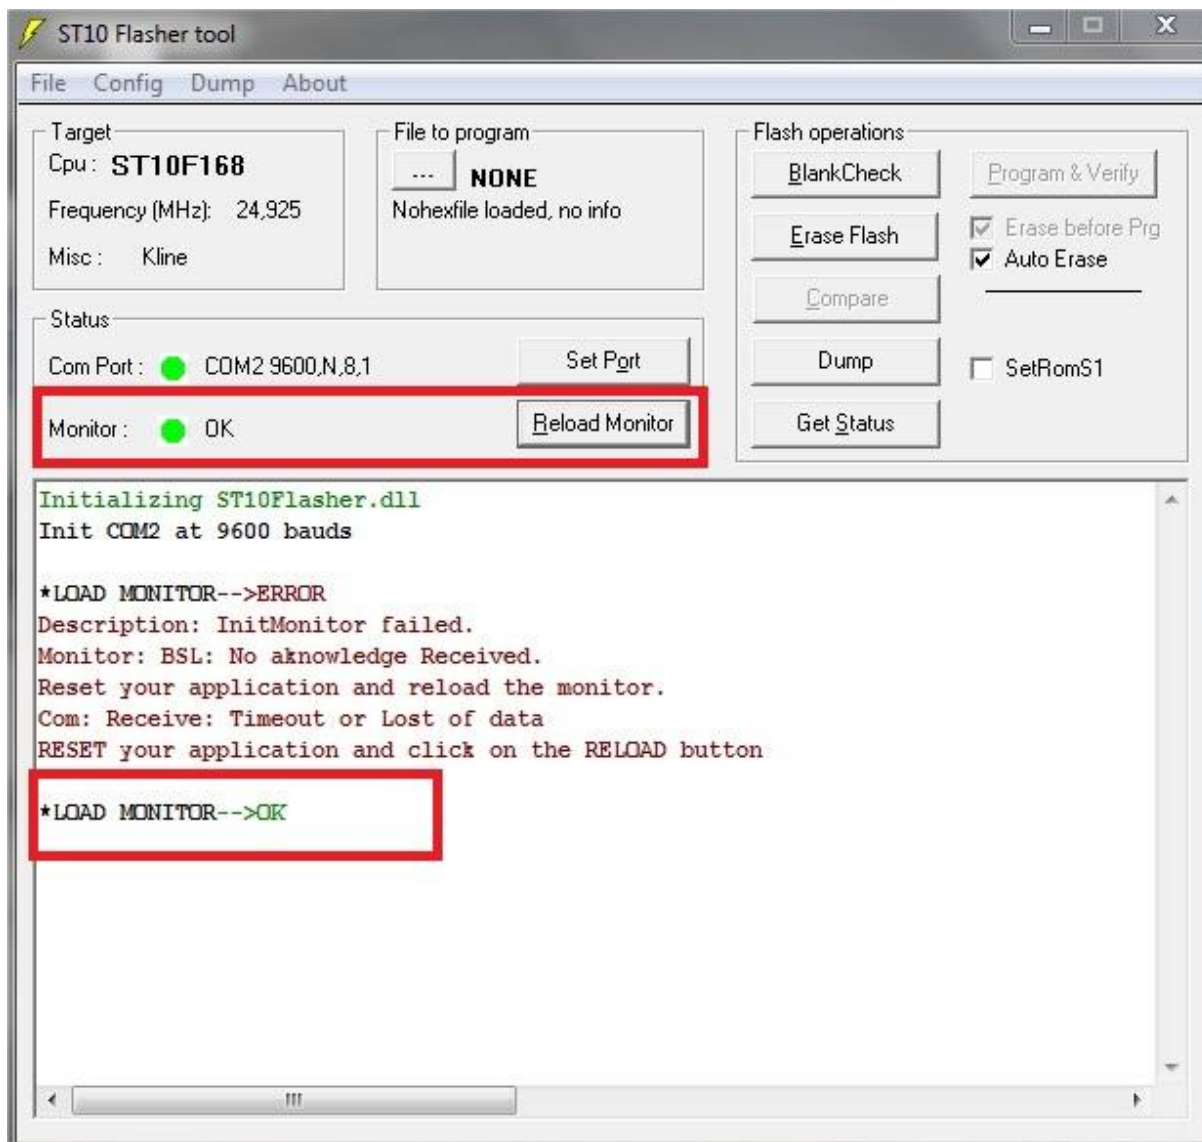 ST10 Flasher tool
File Config Dump About
Target
Cpu : ST10F168
Frequency (MHz): 24,925
Misc : Kline
File to program
... NONE
Nohexfile loaded, no info
Status
Com Port : COM2 9600,N,8,1
Set Port
Monitor : OK
Reload Monitor
Flash operations
BlankCheck
Program & Verify
Erase Flash
Erase before Prg
Auto Erase
Compare
Dump
SetRomS1
Get Status
Initializing ST10Flasher.dll
Init COM2 at 9600 bauds
*LOAD MONITOR-->ERROR
Description: InitMonitor failed.
Monitor: BSL: No aknowledge Received.
Reset your application and reload the monitor.
Com: Receive: Timeout or Lost of data
RESET your application and click on the RELOAD button
*LOAD MONITOR-->OK